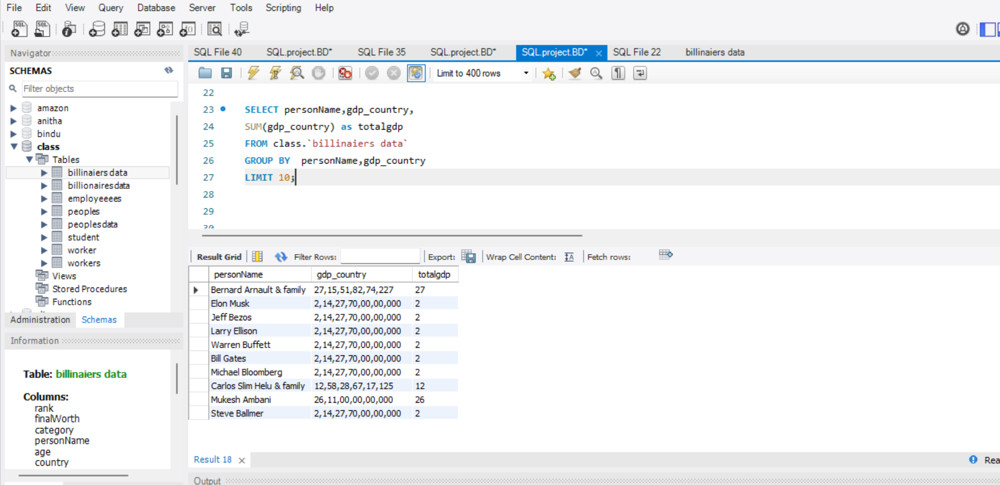 File Edit View Query Database Server Tools Scripting Help
Navigator
SCHEMAS
Filter objects
amazon
anitha
bindu
class
Tables
billinaiers data
billionairesdata
employeeees
peoples
peoplesdata
student
worker
workers
Views
Stored Procedures
Functions
Administration Schemas
Information
Table: billinaiers data
Columns:
rank
finalWorth
category
personName
age
country
SQL File 40 SQL.project.BD* SQL File 35 SQL.project.BD* SQL.project.BD* SQL File 22 billinaiers data
Limit to 400 rows
22
23 SELECT personName,gdp_country,
24 SUM(gdp_country) as totalgdp
25 FROM class.`billinaiers data`
26 GROUP BY personName,gdp_country
27 LIMIT 10;
28
29
30
Result Grid Filter Rows: Export: Wrap Cell Content: Fetch rows:
personName gdp_country totalgdp
Bernard Arnault & family 27,15,51,82,74,227 27
Elon Musk 2,14,27,70,00,00,000 2
Jeff Bezos 2,14,27,70,00,00,000 2
Larry Ellison 2,14,27,70,00,00,000 2
Warren Buffett 2,14,27,70,00,00,000 2
Bill Gates 2,14,27,70,00,00,000 2
Michael Bloomberg 2,14,27,70,00,00,000 2
Carlos Slim Helu & family 12,58,28,67,17,125 12
Mukesh Ambani 26,11,00,00,00,000 26
Steve Ballmer 2,14,27,70,00,00,000 2
Result 18
Rea
Output